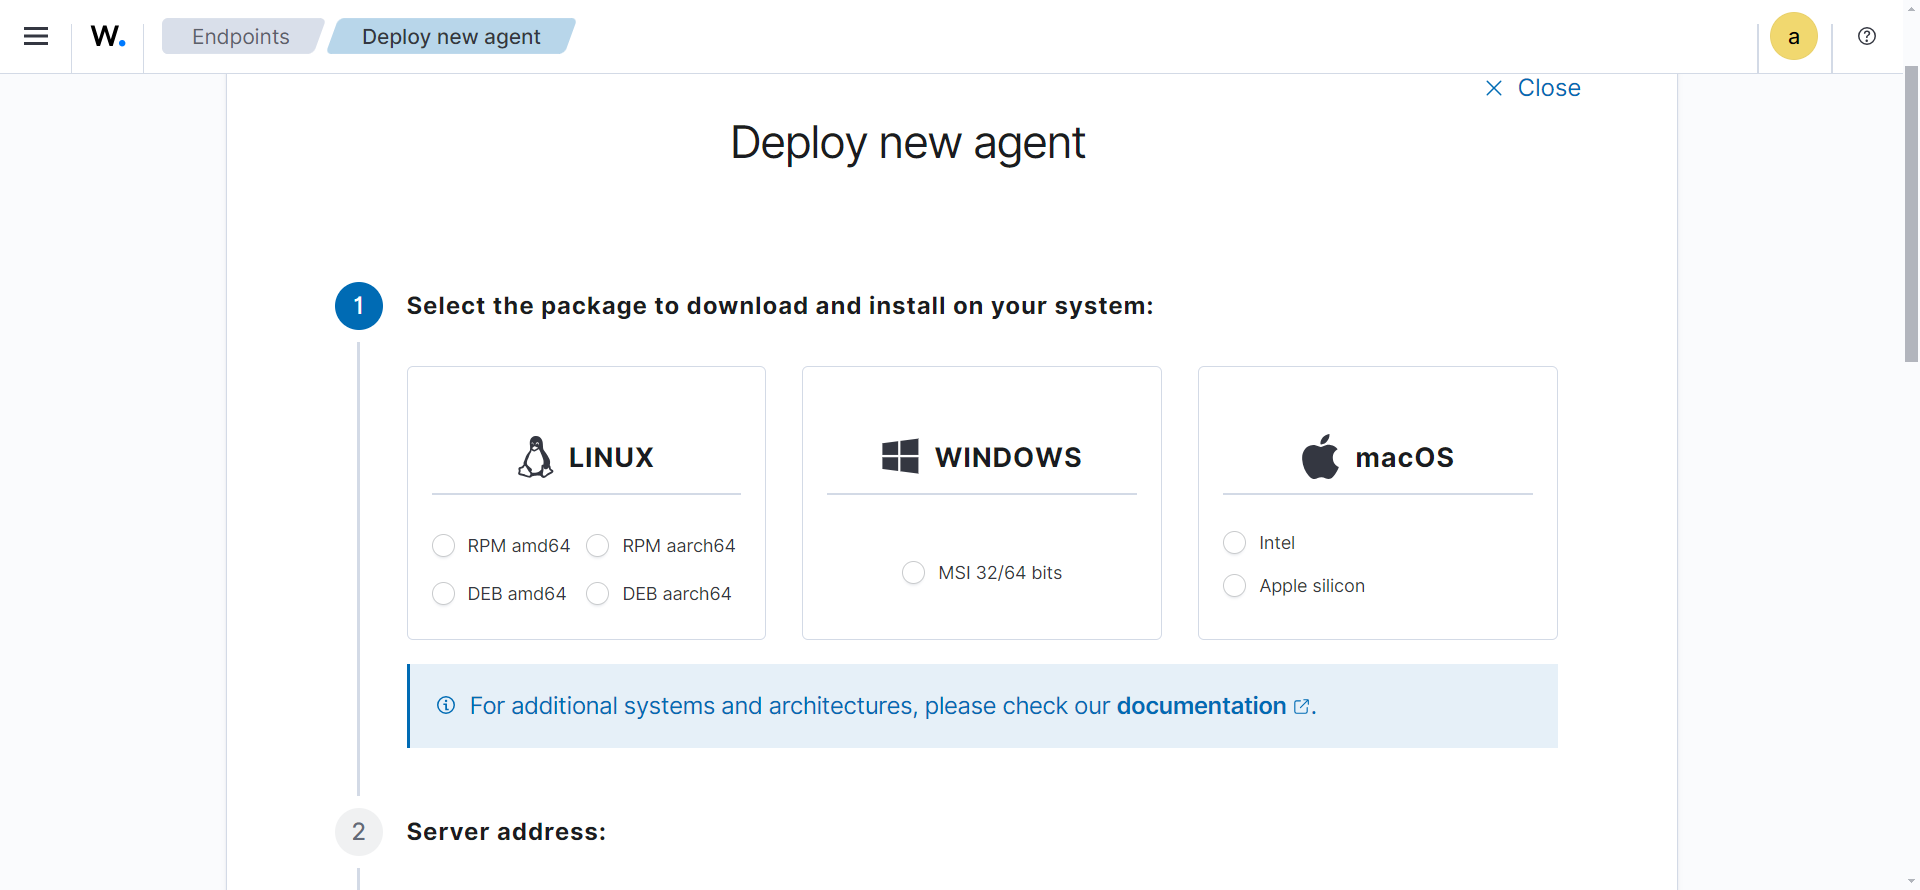 W. Endpoints Deploy new agent a
Close
Deploy new agent
1 Select the package to download and install on your system:
LINUX WINDOWS macOS
RPM amd64 RPM aarch64 MSI 32/64 bits Intel
DEB amd64 DEB aarch64 Apple silicon
For additional systems and architectures, please check our documentation.
2 Server address: